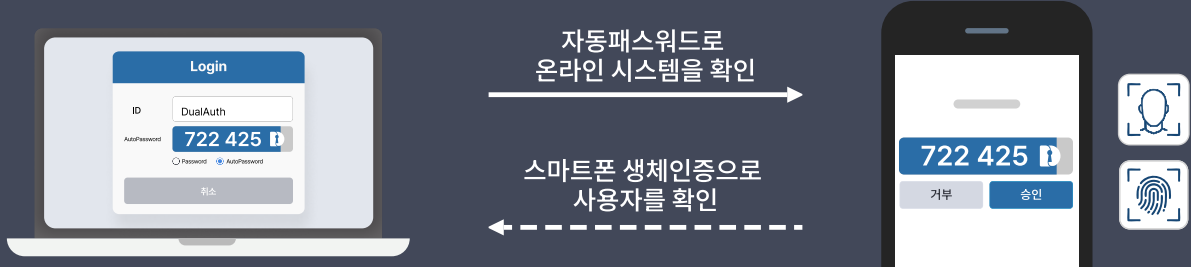 Login
ID
DualAuth
AutoPassword
722 425
Password
AutoPassword
취소
자동패스워드로
온라인 시스템을 확인
스마트폰 생체인증으로
사용자를 확인
722 425
거부
승인